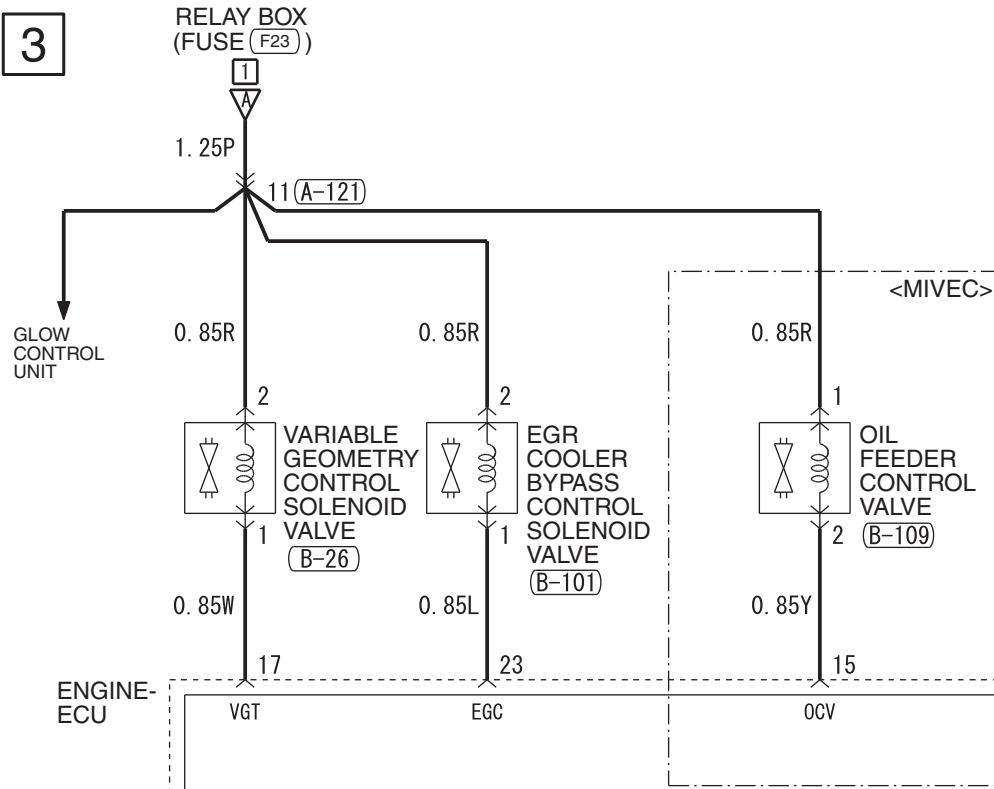 3
RELAY BOX
(FUSE F23)
1
A
1.25P
11 A-121
<MIVEC>
GLOW
CONTROL
UNIT
0.85R
0.85R
0.85R
2
2
1
VARIABLE
GEOMETRY
CONTROL
SOLENOID
VALVE
B-26
EGR
COOLER
BYPASS
CONTROL
SOLENOID
VALVE
B-101
OIL
FEEDER
CONTROL
VALVE
B-109
1
1
2
0.85W
0.85L
0.85Y
17
23
15
ENGINE-
ECU
VGT
EGC
OCV